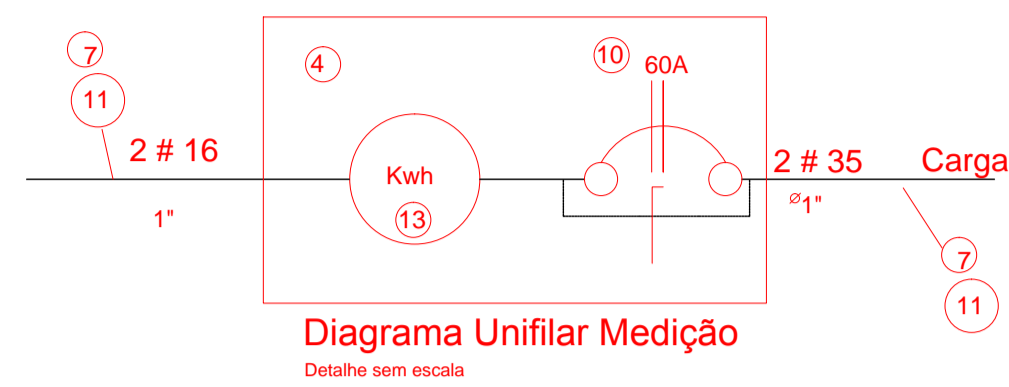 7
11
2 # 16
1"
4
10
60A
Kwh
13
2 # 35
Carga
⌀1"
7
11
Diagrama Unifilar Medição
Detalhe sem escala